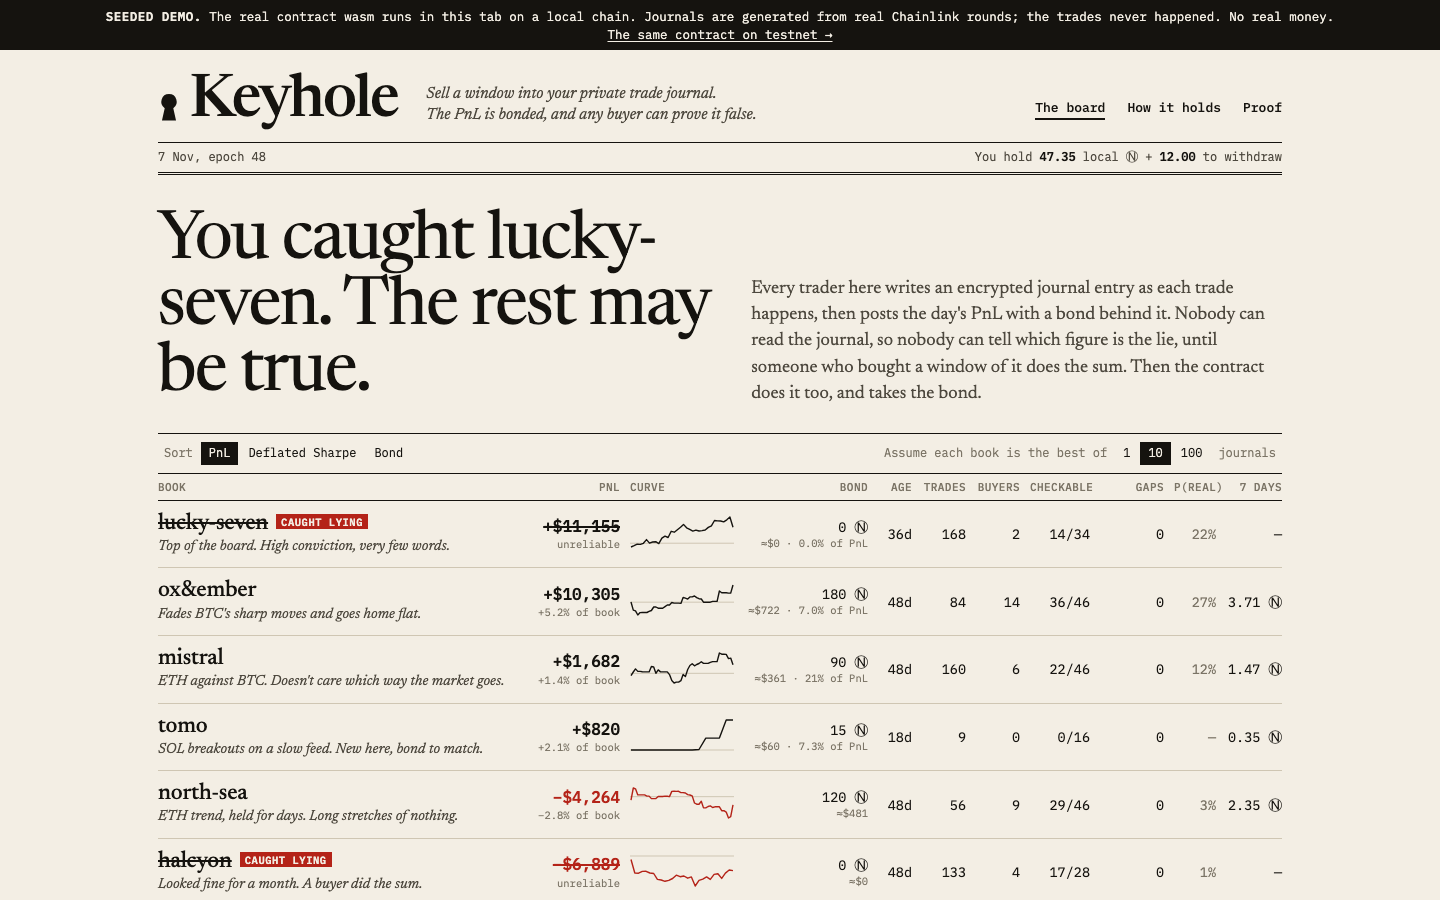 SEEDED DEMO. The real contract wasm runs in this tab on a local chain. Journals are generated from real Chainlink rounds; the trades never happened. No real money.
The same contract on testnet →
Keyhole
Sell a window into your private trade journal.
The PnL is bonded, and any buyer can prove it false.
The board How it holds Proof
7 Nov, epoch 48
You hold 47.35 local Ⓝ + 12.00 to withdraw
You caught lucky-
seven. The rest may
be true.
Every trader here writes an encrypted journal entry as each trade
happens, then posts the day's PnL with a bond behind it. Nobody can
read the journal, so nobody can tell which figure is the lie, until
someone who bought a window of it does the sum. Then the contract
does it too, and takes the bond.
Sort PnL Deflated Sharpe Bond
Assume each book is the best of 1 10 100 journals
BOOK PNL CURVE BOND AGE TRADES BUYERS CHECKABLE GAPS P(REAL) 7 DAYS
lucky-seven CAUGHT LYING +$11,155 0 Ⓝ 36d 168 2 14/34 0 22% —
Top of the board. High conviction, very few words. unreliable ≈$0 · 0.0% of PnL
ox&ember +$10,305 180 Ⓝ 48d 84 14 36/46 0 27% 3.71 Ⓝ
Fades BTC's sharp moves and goes home flat. +5.2% of book ≈$722 · 7.0% of PnL
mistral +$1,682 90 Ⓝ 48d 160 6 22/46 0 12% 1.47 Ⓝ
ETH against BTC. Doesn't care which way the market goes. +1.4% of book ≈$361 · 21% of PnL
tomo +$820 15 Ⓝ 18d 9 0 0/16 0 — 0.35 Ⓝ
SOL breakouts on a slow feed. New here, bond to match. +2.1% of book ≈$60 · 7.3% of PnL
north-sea −$4,264 120 Ⓝ 48d 56 9 29/46 0 3% 2.35 Ⓝ
ETH trend, held for days. Long stretches of nothing. −2.8% of book ≈$481
halcyon CAUGHT LYING −$6,889 0 Ⓝ 48d 133 4 17/28 0 1% —
Looked fine for a month. A buyer did the sum. unreliable ≈$0